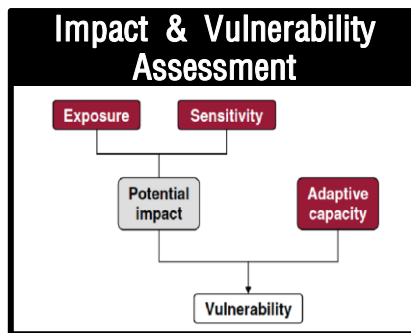 Impact & Vulnerability
Assessment
Exposure
Sensitivity
Potential
impact
Adaptive
capacity
Vulnerability